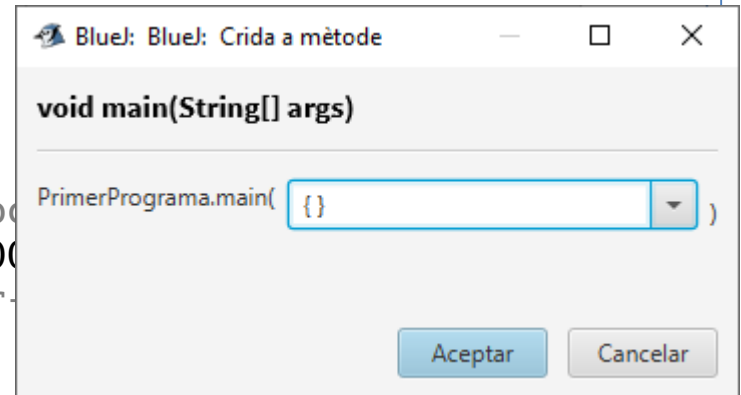 BlueJ: BlueJ: Crida a mètode
void main(String[] args)
PrimerPrograma.main( { } )
Aceptar Cancelar